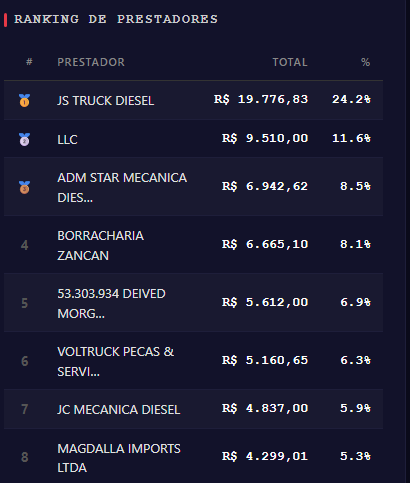 RANKING DE PRESTADORES
# PRESTADOR TOTAL %
1 JS TRUCK DIESEL R$ 19.776,83 24.2%
2 LLC R$ 9.510,00 11.6%
3 ADM STAR MECANICA R$ 6.942,62 8.5%
DIES...
4 BORRACHARIA R$ 6.665,10 8.1%
ZANCAN
5 53.303.934 DEIVED R$ 5.612,00 6.9%
MORG...
6 VOLTRUCK PECAS & R$ 5.160,65 6.3%
SERVI...
7 JC MECANICA DIESEL R$ 4.837,00 5.9%
8 MAGDALLA IMPORTS R$ 4.299,01 5.3%
LTDA